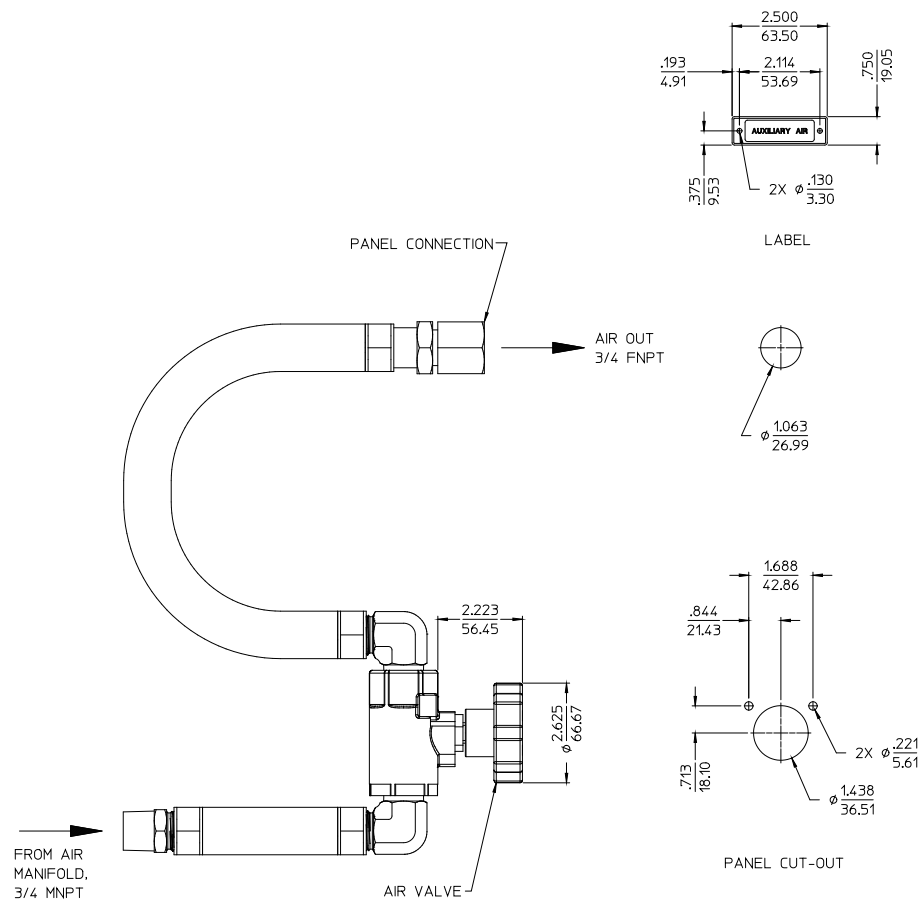 2.500
63.50
.193
4.91
2.114
53.69
.750
19.05
AUXILIARY AIR
.375
9.53
2X ⌀ .130
3.30
LABEL
PANEL CONNECTION
AIR OUT
3/4 FNPT
⌀ 1.063
26.99
1.688
42.86
.844
21.43
2.223
56.45
⌀ 2.625
66.67
2X ⌀ .221
5.61
.713
18.10
⌀ 1.438
36.51
FROM AIR
MANIFOLD,
3/4 MNPT
AIR VALVE
PANEL CUT-OUT